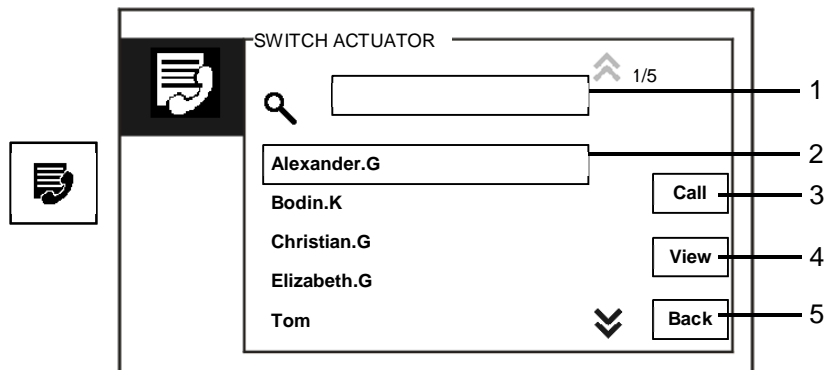 SWITCH ACTUATOR
1/5
1
Alexander.G
2
Bodin.K
Call
3
Christian.G
View
4
Elizabeth.G
Tom
Back
5